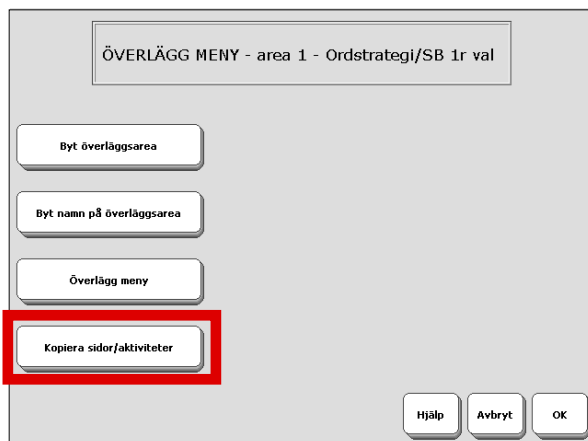 ÖVERLÄGG MENY - area 1 - Ordstrategi/SB 1r val
Byt överläggsarea
Byt namn på överläggsarea
Överlägg meny
Kopiera sidor/aktiviteter
Hjälp
Avbryt
OK